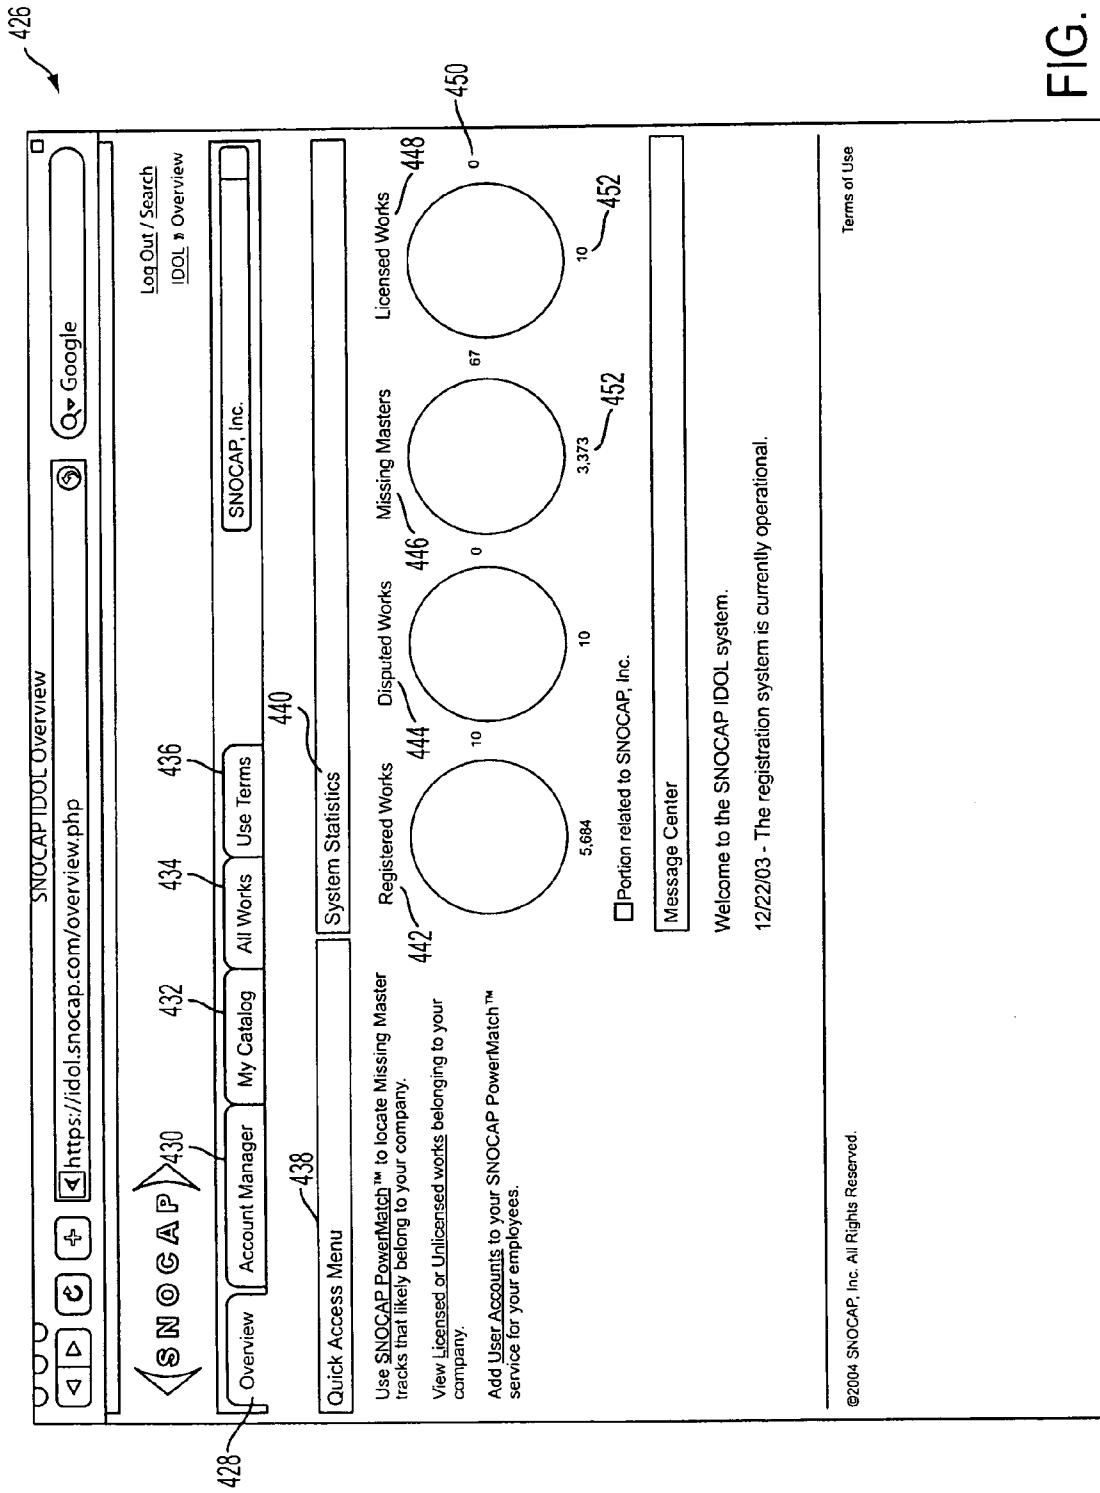 426
SNOCAP IDOL Overview
https://idol.snocap.com/overview.php
Google
SNOCAP
Log Out / Search
IDOL » Overview
430
432
434
436
428
Overview
Account Manager
My Catalog
All Works
Use Terms
SNOCAP, Inc.
438
440
Quick Access Menu
System Statistics
Use SNOCAP PowerMatch™ to locate Missing Master
tracks that likely belong to your company.
View Licensed or Unlicensed works belonging to your
company.
Add User Accounts to your SNOCAP PowerMatch™
service for your employees.
442
Registered Works
444
Disputed Works
446
Missing Masters
448
Licensed Works
10
0
67
0
450
5,684
10
3,373
452
10
452
Portion related to SNOCAP, Inc.
Message Center
Welcome to the SNOCAP IDOL system.
12/22/03 - The registration system is currently operational.
©2004 SNOCAP, Inc. All Rights Reserved.
Terms of Use
FIG.